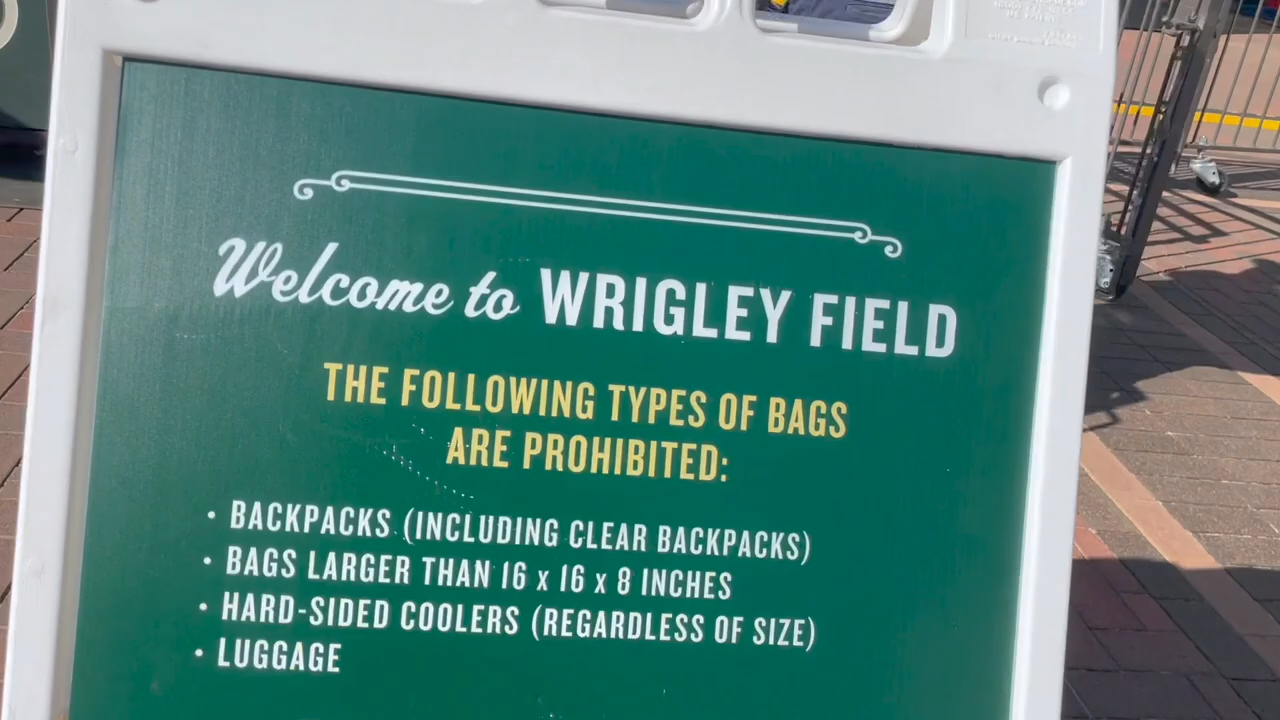 Welcome to WRIGLEY FIELD
THE FOLLOWING TYPES OF BAGS
ARE PROHIBITED:
• BACKPACKS (INCLUDING CLEAR BACKPACKS)
• BAGS LARGER THAN 16 x 16 x 8 INCHES
• HARD-SIDED COOLERS (REGARDLESS OF SIZE)
• LUGGAGE